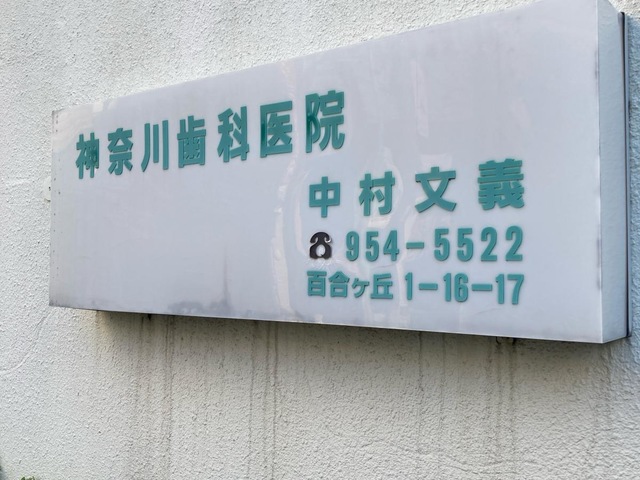 神奈川歯科医院
中村文義
☎ 954-5522
百合ケ丘 1-16-17